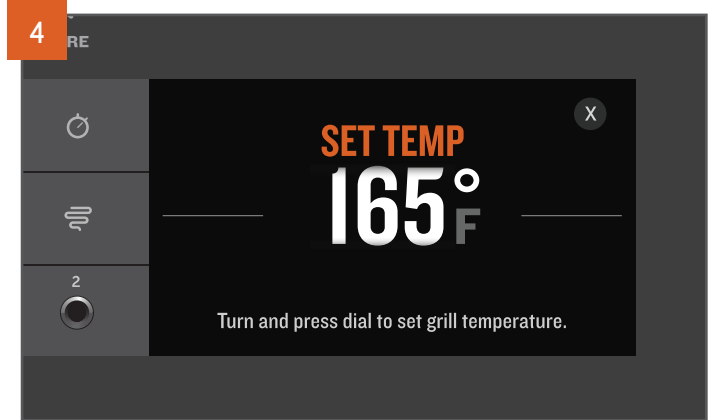 4
RE
X
SET TEMP
165°F
2
Turn and press dial to set grill temperature.